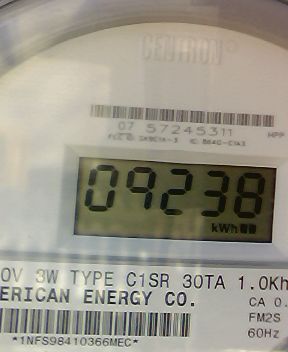 CENTRON®
07 57245311
MPP
09238
kWh
0V 3W TYPE C1SR 30TA 1.0Kh
ERICAN ENERGY CO.
CA 0.
FM2S
60Hz
*1NFS98410366MEC*